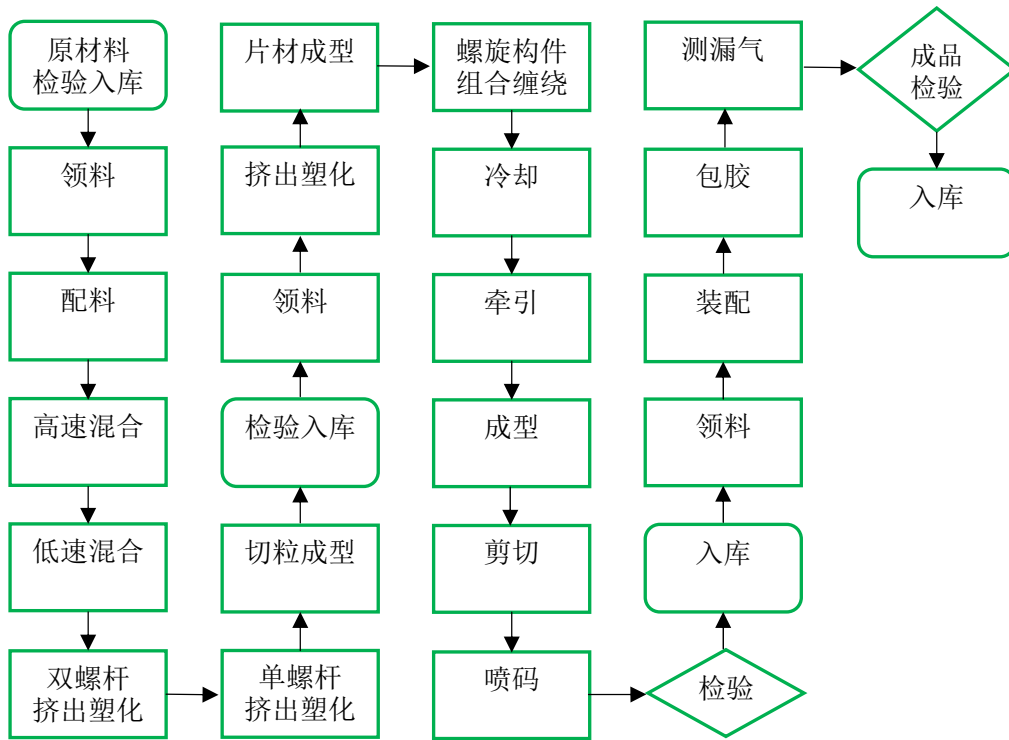 原材料
检验入库
领料
配料
高速混合
低速混合
双螺杆
挤出塑化
单螺杆
挤出塑化
切粒成型
检验入库
领料
挤出塑化
片材成型
螺旋构件
组合缠绕
冷却
牵引
成型
剪切
喷码
检验
入库
领料
装配
包胶
测漏气
成品
检验
入库